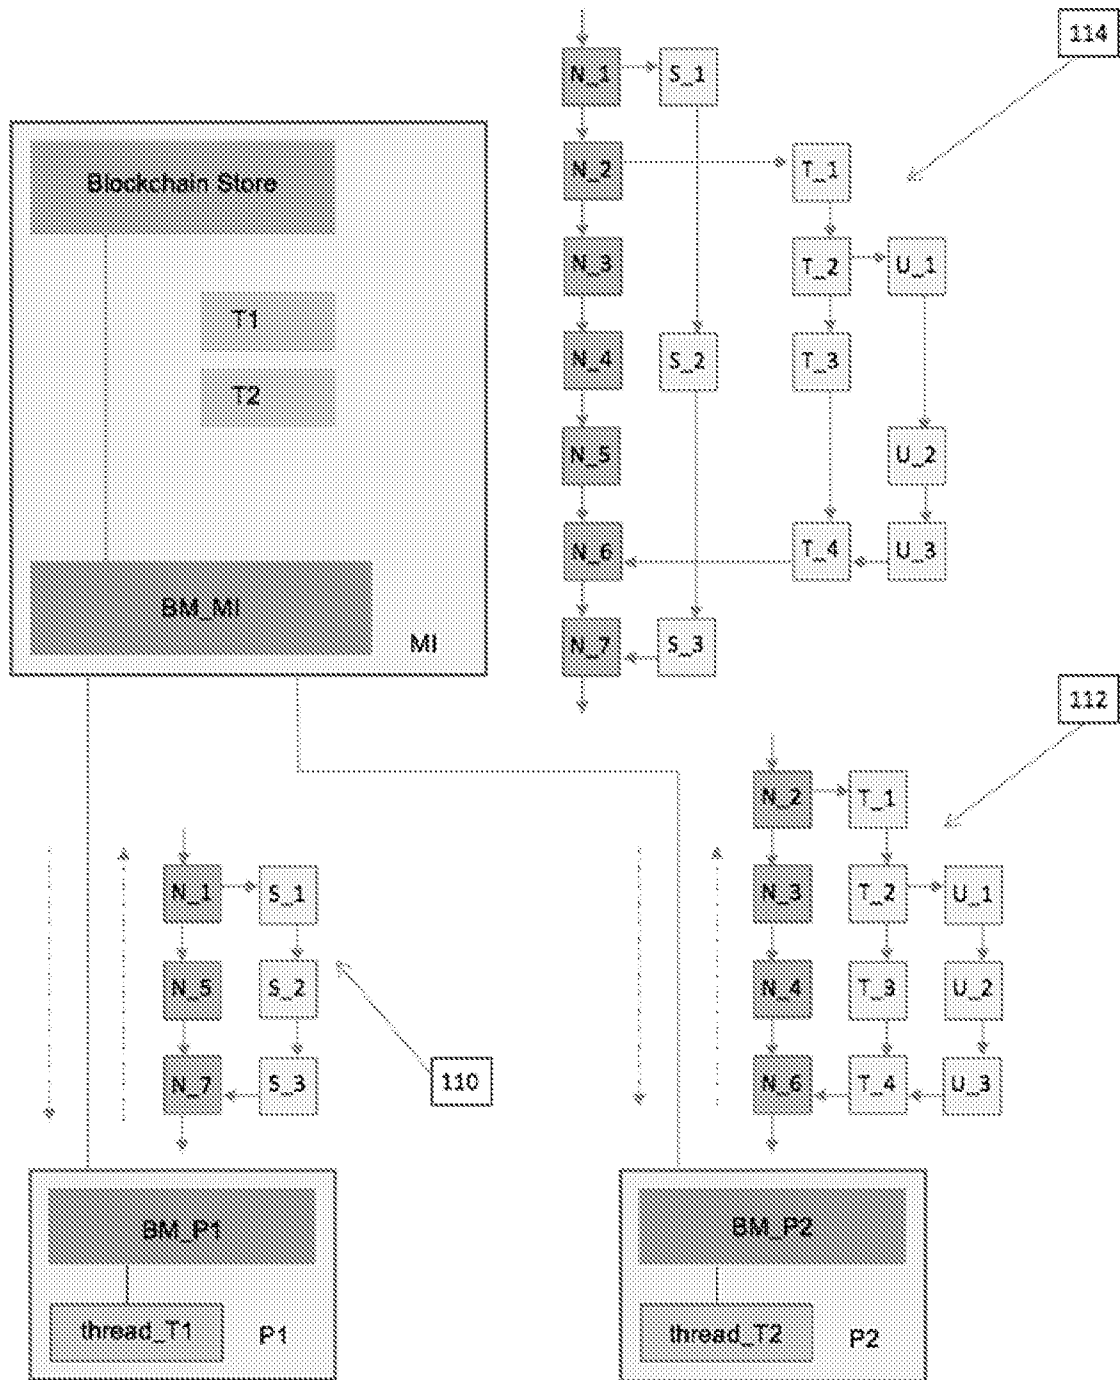 114
N_1 S_1
Blockchain Store
N_2 T_1
N_3 T_2 U_1
T1
N_4 S_2 T_3
T2
N_5 U_2
N_6 T_4 U_3
BM_MI
MI
N_7 S_3
112
N_2 T_1
N_1 S_1
N_3 T_2 U_1
N_5 S_2
N_4 T_3 U_2
110
N_7 S_3
N_6 T_4 U_3
BM_P1
thread_T1 P1
BM_P2
thread_T2 P2